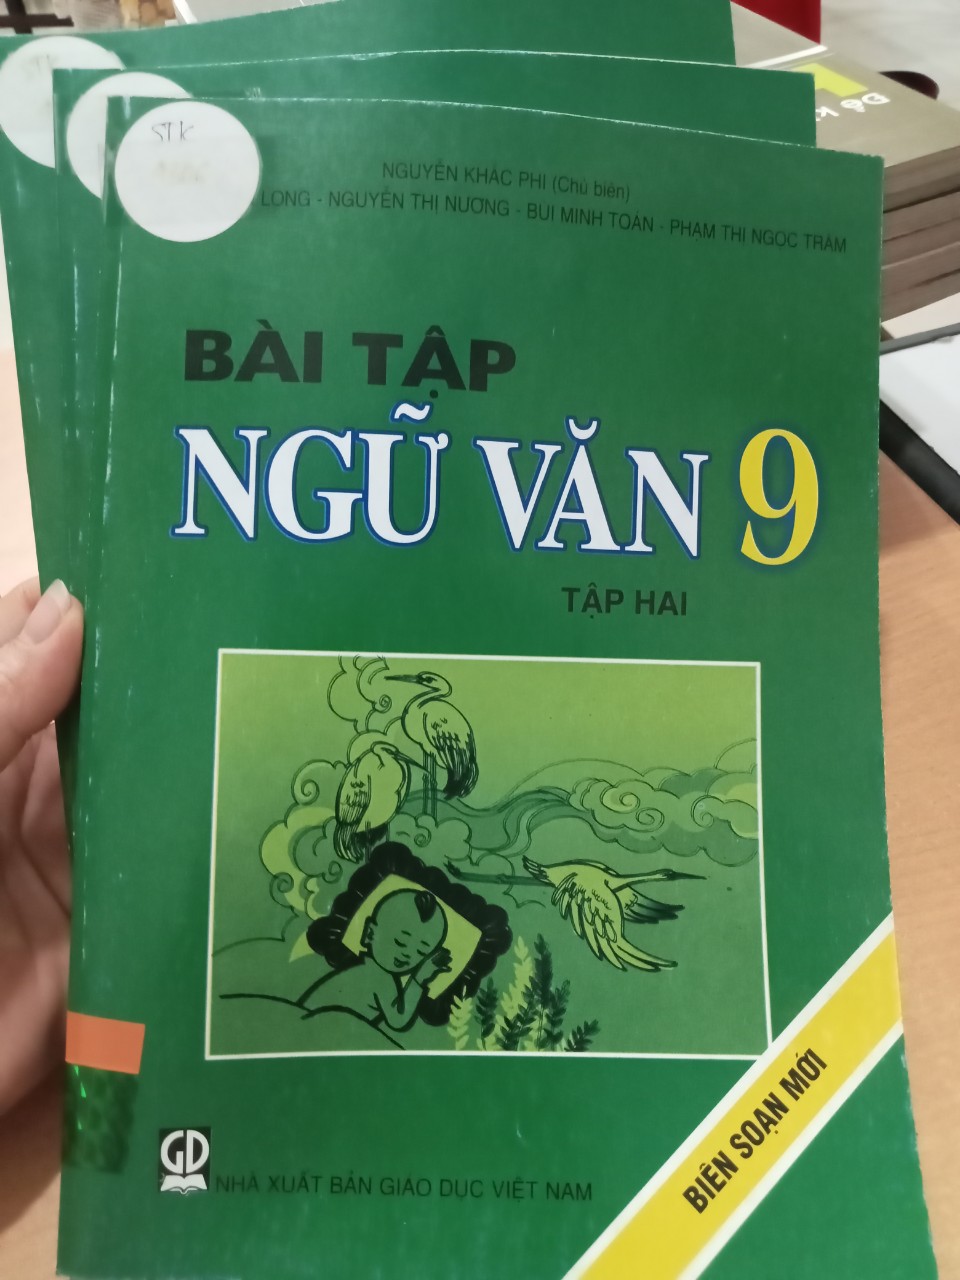 STK
NGUYỄN KHẮC PHI (Chủ biên)
LONG - NGUYỄN THỊ NƯƠNG - BÙI MINH TOÁN - PHẠM THỊ NGỌC TRÂM
BÀI TẬP
NGỮ VĂN 9
TẬP HAI
BIÊN SOẠN MỚI
GD
NHÀ XUẤT BẢN GIÁO DỤC VIỆT NAM